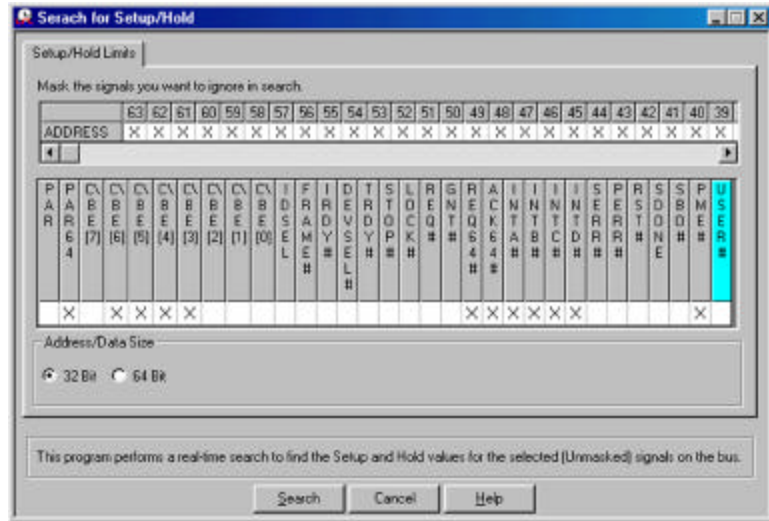 Serach for Setup/Hold
Setup/Hold Limits
Mask the signals you want to ignore in search.
63 62 61 60 59 58 57 56 55 54 53 52 51 50 49 48 47 46 45 44 43 42 41 40 39
ADDRESS X X X X X X X X X X X X X X X X X X X X X X X X X
PAR PAR64 C\BE[7] C\BE[6] C\BE[5] C\BE[4] C\BE[3] C\BE[2] C\BE[1] C\BE[0] IDSEL FRAME# IRDY# DEVSEL# TRDY# STOP# LOCK# REQ# GNT# REQ64# ACK64# INTA# INTB# INTC# INTD# SERR# PERR# RST# SDONE SBO# PME# USER#
X X X X X X X X X X X X
Address/Data Size
32 Bit 64 Bit
This program performs a real-time search to find the Setup and Hold values for the selected (Unmasked) signals on the bus.
Search Cancel Help